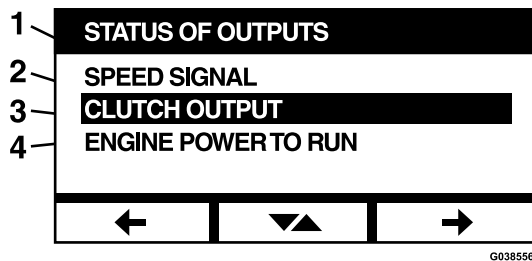 1
STATUS OF OUTPUTS
2
SPEED SIGNAL
3
CLUTCH OUTPUT
4
ENGINE POWER TO RUN
G038556